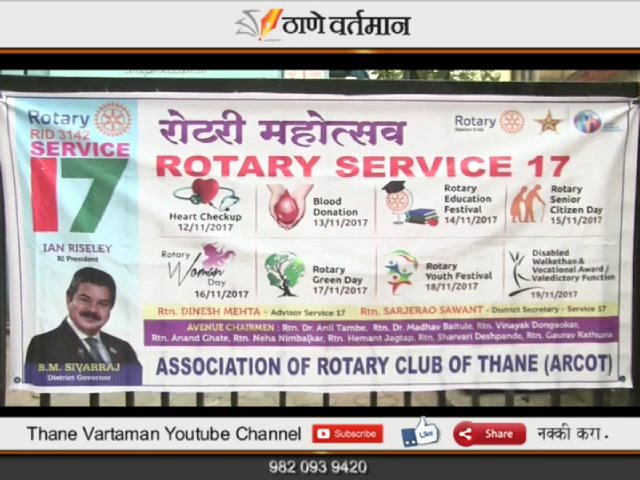 ठाणे वर्तमान
Rotary
RID 3142
SERVICE
17
IAN RISELEY
RI President
B.M. SIVARRAJ
District Governor
रोटरी महोत्सव
Rotary
District 3142
ROTARY SERVICE 17
Heart Checkup
12/11/2017
Blood
Donation
13/11/2017
Rotary
Education
Festival
14/11/2017
Rotary
Senior
Citizen Day
15/11/2017
Rotary
Woman
Day
16/11/2017
Rotary
Green Day
17/11/2017
Rotary
Youth Festival
18/11/2017
Disabled
Walkethan &
Vocational Award /
Valedictory Function
19/11/2017
Rtn. DINESH MEHTA - Advisor Service 17 Rtn. SARJERAO SAWANT - District Secretary - Service 17
AVENUE CHAIRMEN : Rtn. Dr. Anil Tambe, Rtn. Dr. Madhav Baitule, Rtn. Vinayak Dongaokar,
Rtn. Anand Ghate, Rtn. Neha Nimbalkar, Rtn. Hemant Jagtap, Rtn. Sharvari Deshpande, Rtn. Gaurav Kathuria
ASSOCIATION OF ROTARY CLUB OF THANE (ARCOT)
Thane Vartaman Youtube Channel Subscribe Like Share नक्की करा.
982 093 9420